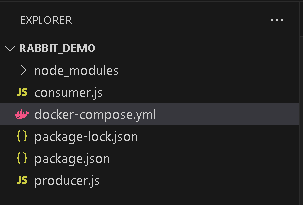 EXPLORER
RABBIT_DEMO
node_modules
JS consumer.js
docker-compose.yml
{} package-lock.json
{} package.json
JS producer.js